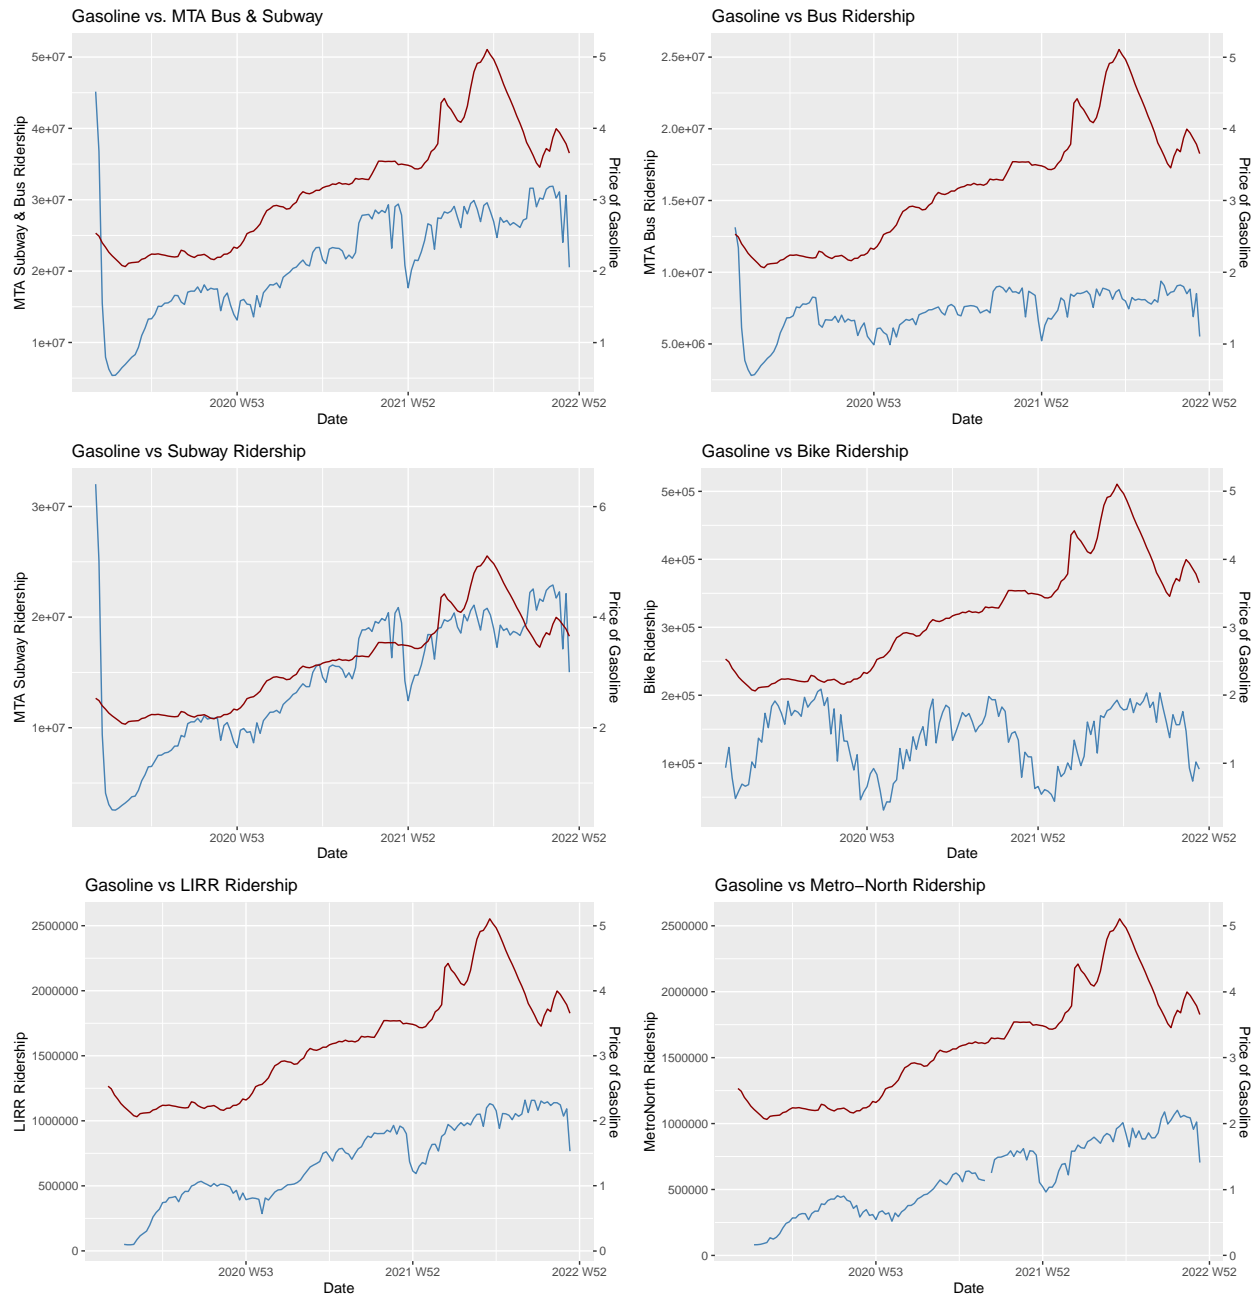 Gasoline vs. MTA Bus & Subway
5e+07
4e+07
3e+07
2e+07
1e+07
MTA Subway & Bus Ridership
5
4
3
2
1
Price of Gasoline
2020 W53
2021 W52
2022 W52
Date
Gasoline vs Bus Ridership
2.5e+07
2.0e+07
1.5e+07
1.0e+07
5.0e+06
MTA Bus Ridership
5
4
3
2
1
Price of Gasoline
2020 W53
2021 W52
2022 W52
Date
Gasoline vs Subway Ridership
3e+07
2e+07
1e+07
MTA Subway Ridership
6
4
2
Price of Gasoline
2020 W53
2021 W52
2022 W52
Date
Gasoline vs Bike Ridership
5e+05
4e+05
3e+05
2e+05
1e+05
Bike Ridership
5
4
3
2
1
Price of Gasoline
2020 W53
2021 W52
2022 W52
Date
Gasoline vs LIRR Ridership
2500000
2000000
1500000
1000000
500000
0
LIRR Ridership
5
4
3
2
1
0
Price of Gasoline
2020 W53
2021 W52
2022 W52
Date
Gasoline vs Metro−North Ridership
2500000
2000000
1500000
1000000
500000
0
MetroNorth Ridership
5
4
3
2
1
0
Price of Gasoline
2020 W53
2021 W52
2022 W52
Date